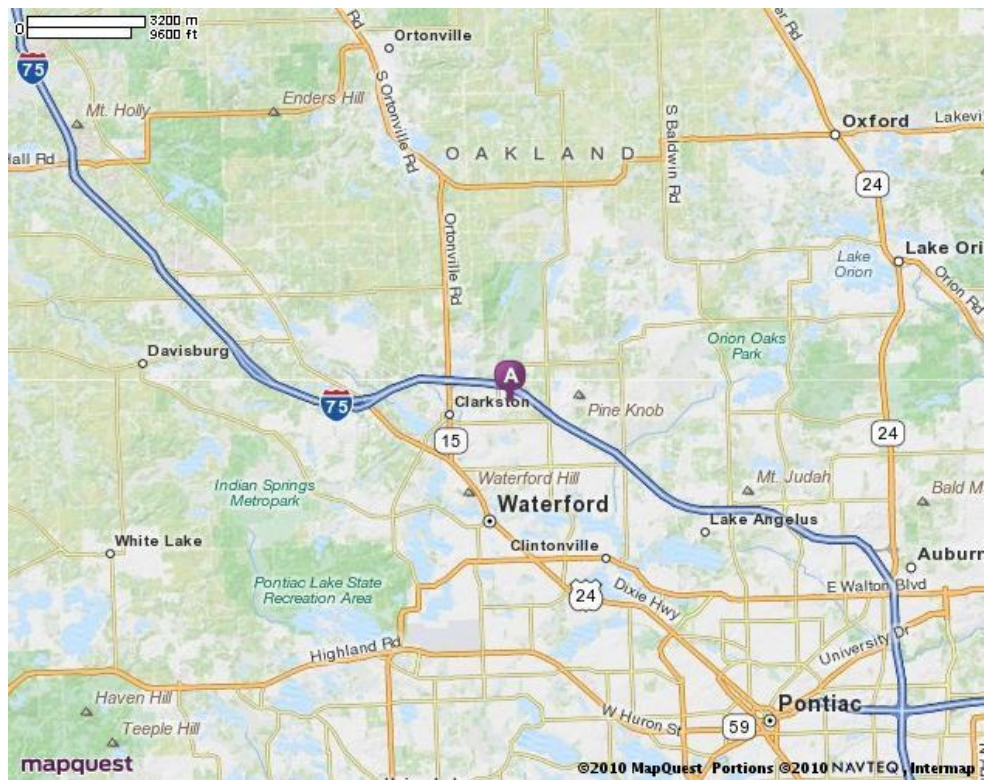 0
3200 m
9600 ft
Rd
Ortonville
er Rd
75
Mt. Holly
Enders Hill
S Ortonville Rd
S Baldwin Rd
Oxford
Lakevi
Hall Rd
OAKLAND
24
Ortonville Rd
Lake Ori
Lake
Orion
Orion Rd
Davisburg
Orion Oaks
Park
A
75
Clarkston
Pine Knob
15
24
Indian Springs
Metropark
Waterford Hill
Mt. Judah
Bald M
Waterford
Lake Angelus
White Lake
Clintonville
Auburn
Pontiac Lake State
Recreation Area
24
Dixie Hwy
E Walton Blvd
Highland Rd
University Dr
Haven Hill
Teeple Hill
W Huron St
59
Pontiac
mapquest
©2010 MapQuest Portions ©2010 NAVTEQ, Intermap